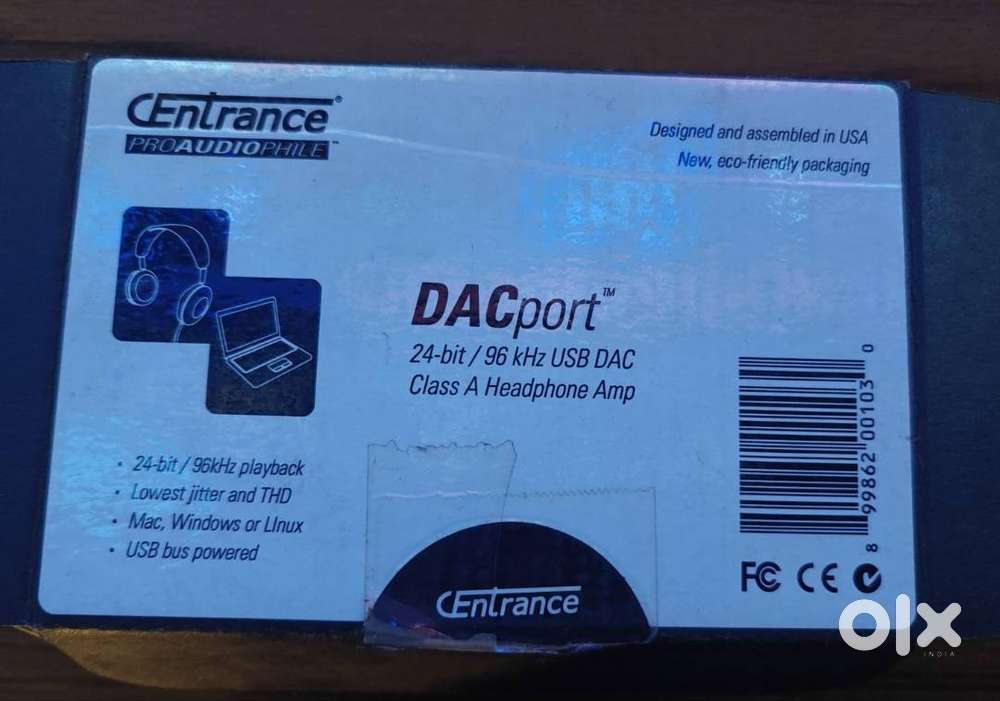 CEntrance®
PROAUDIOPHILE™
Designed and assembled in USA
New, eco-friendly packaging
DACport™
24-bit / 96 kHz USB DAC
Class A Headphone Amp
• 24-bit / 96kHz playback
• Lowest jitter and THD
• Mac, Windows or LInux
• USB bus powered
8 99862 00103 0
FC CE
CEntrance
olx
INDIA